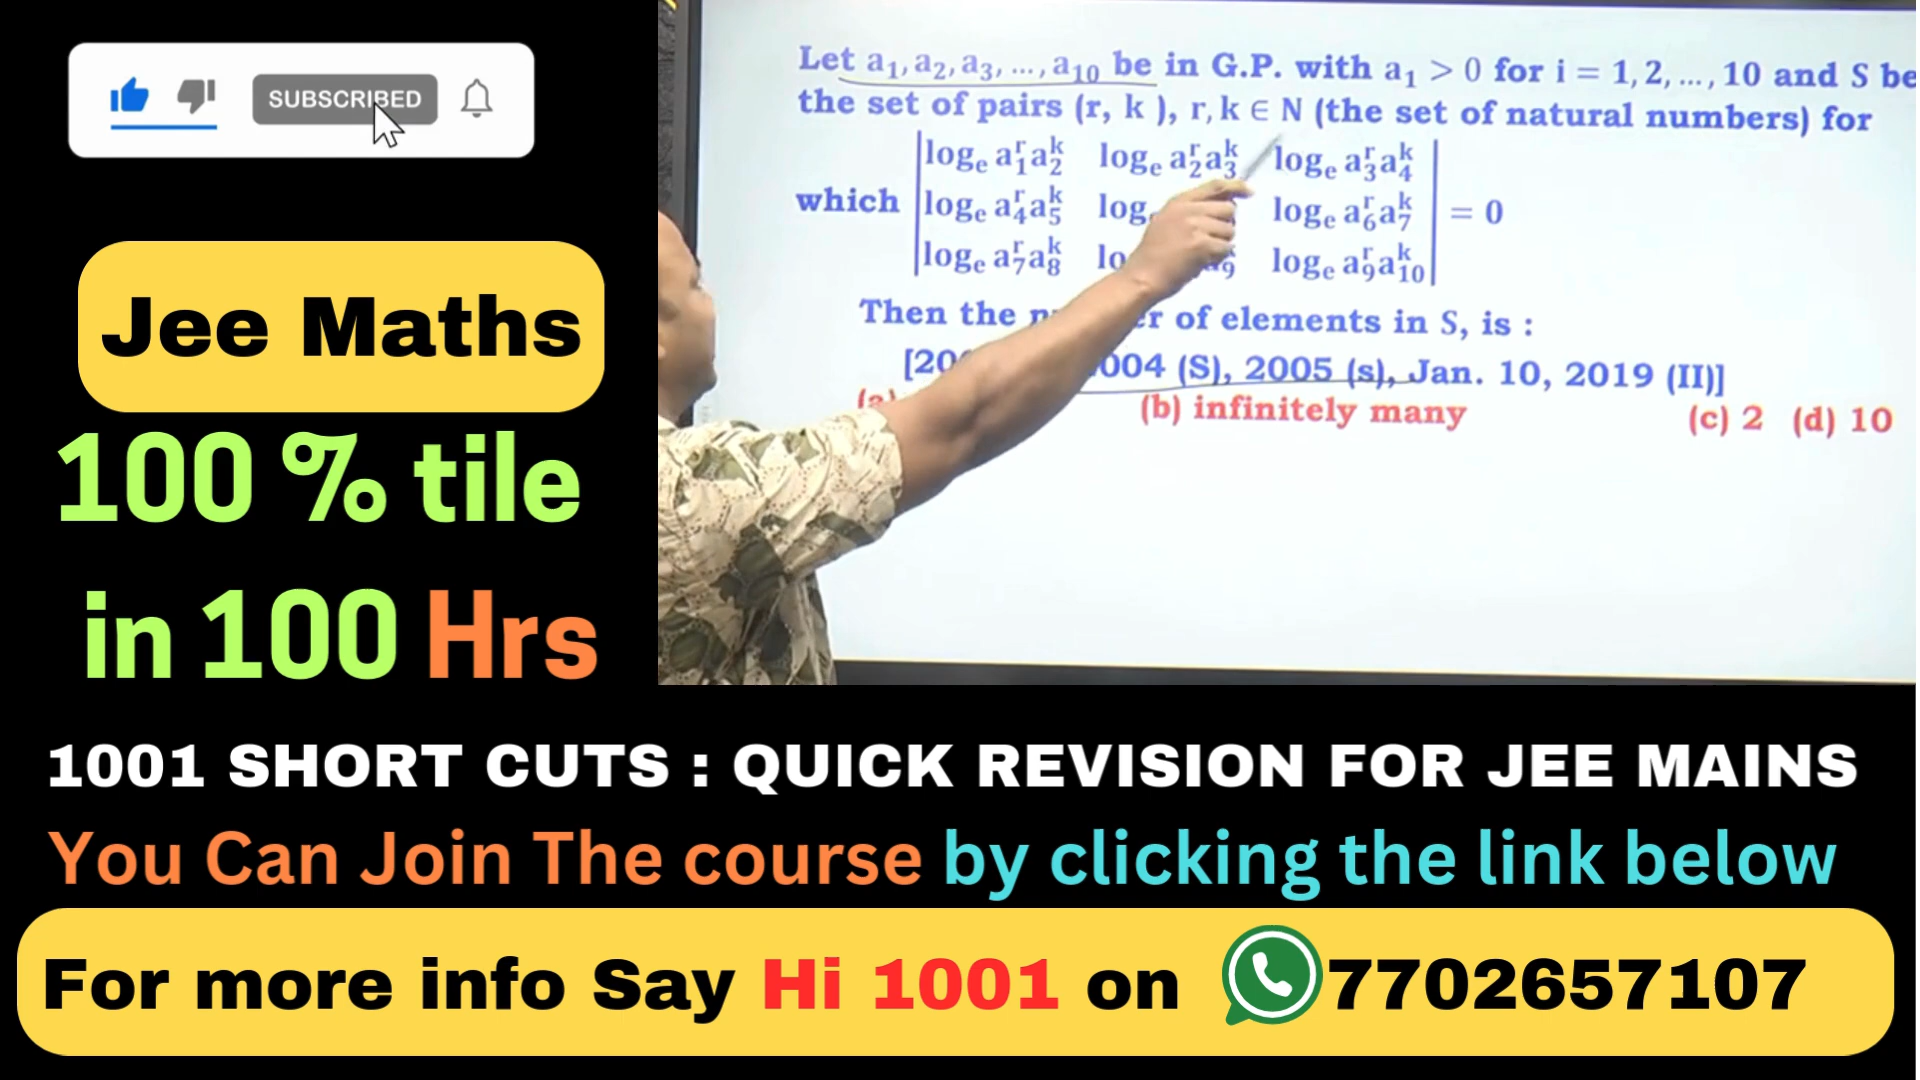 SUBSCRIBED
Jee Maths
100 % tile
in 100 Hrs
Let a₁, a₂, a₃, ..., a₁₀ be in G.P. with a₁ > 0 for i = 1, 2, ..., 10 and S be
the set of pairs (r, k ), r, k ∈ N (the set of natural numbers) for
|logₑ a₁ʳa₂ᵏ logₑ a₂ʳa₃ᵏ logₑ a₃ʳa₄ᵏ|
which |logₑ a₄ʳa₅ᵏ logₑ a₆ʳa₇ᵏ| = 0
|logₑ a₇ʳa₈ᵏ logₑ a₉ʳa₁₀ᵏ|
Then the of elements in S, is :
(S), 2005 (s), Jan. 10, 2019 (II)]
(a) (b) infinitely many (c) 2 (d) 10
1001 SHORT CUTS : QUICK REVISION FOR JEE MAINS
You Can Join The course by clicking the link below
For more info Say Hi 1001 on 7702657107